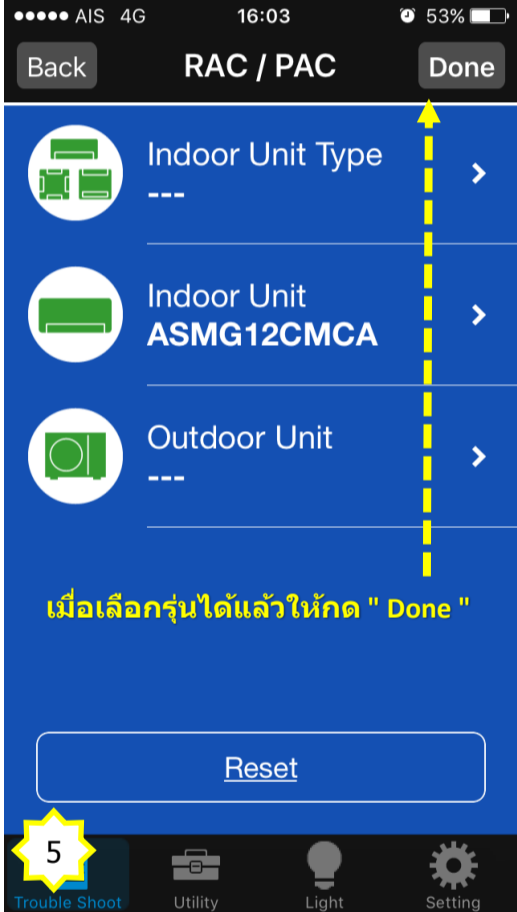 ●●●●● AIS 4G 16:03 53%
Back RAC / PAC Done
Indoor Unit Type
---
Indoor Unit
ASMG12CMCA
Outdoor Unit
---
เมื่อเลือกรุ่นได้แล้วให้กด " Done "
Reset
5
Trouble Shoot Utility Light Setting